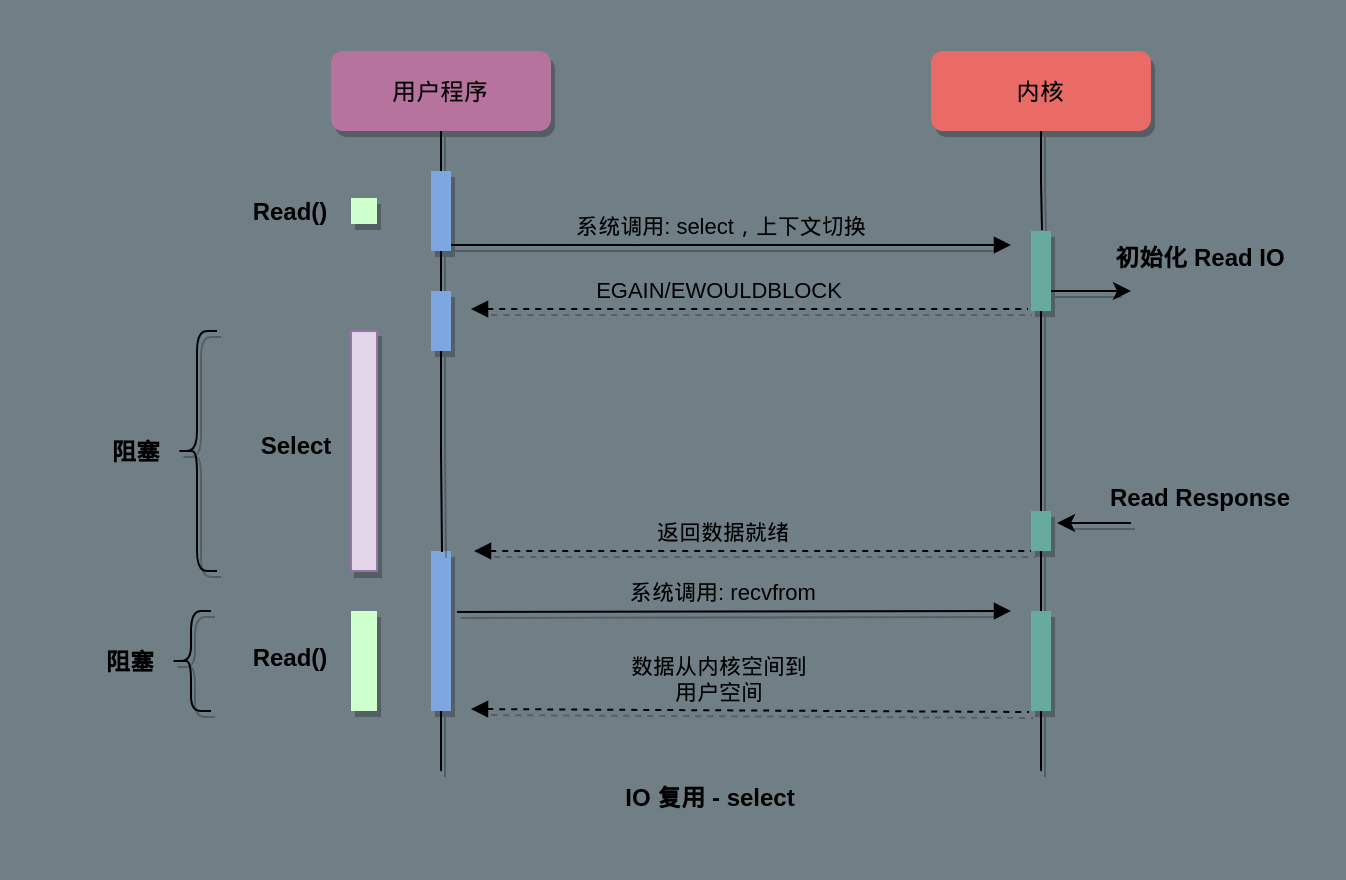 用户程序
内核
Read()
系统调用: select，上下文切换
初始化 Read IO
EGAIN/EWOULDBLOCK
阻塞
Select
Read Response
返回数据就绪
系统调用: recvfrom
阻塞
Read()
数据从内核空间到
用户空间
IO 复用 - select